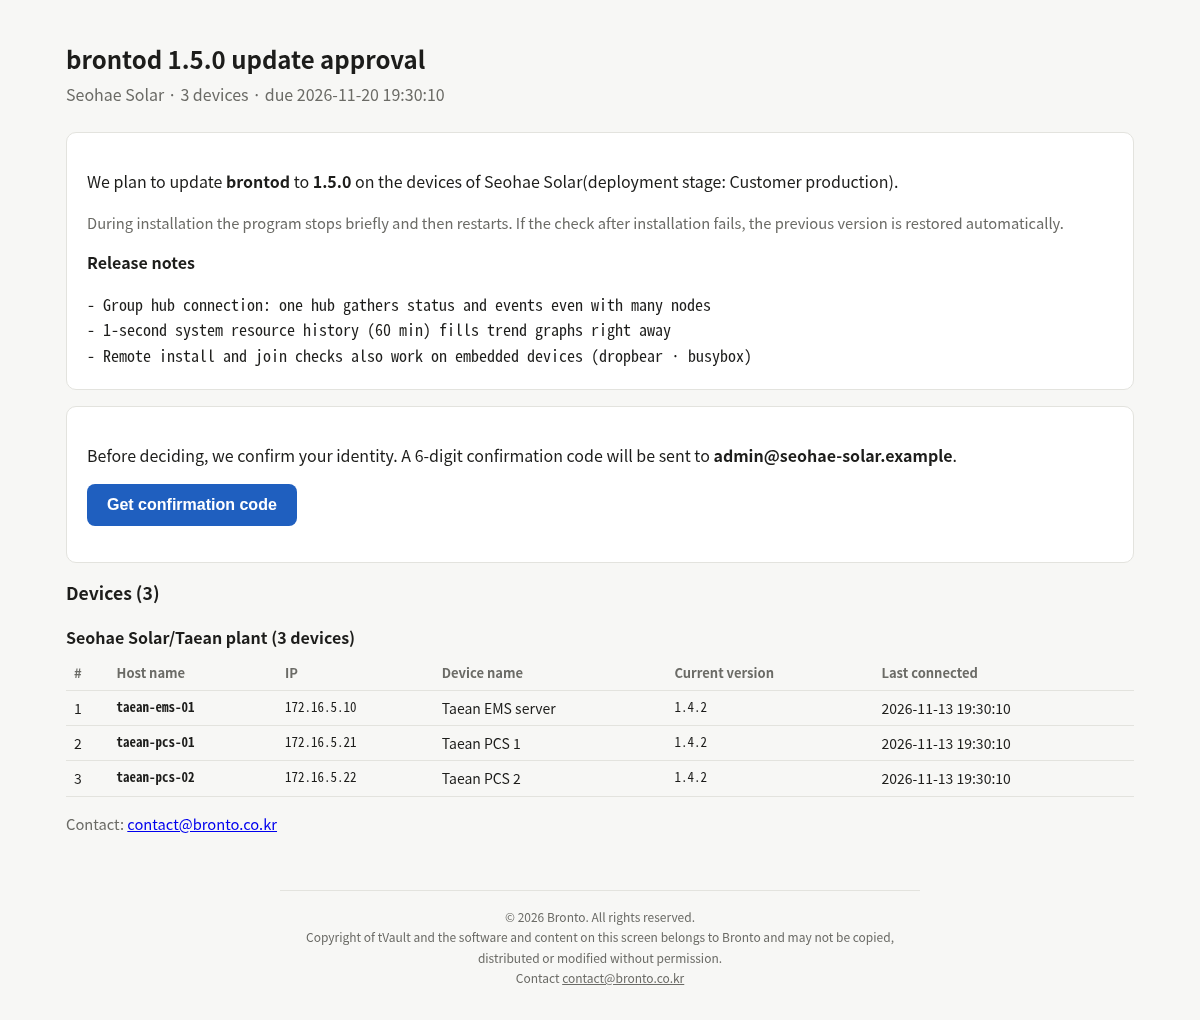 brontod 1.5.0 update approval
Seohae Solar · 3 devices · due 2026-11-20 19:30:10
We plan to update brontod to 1.5.0 on the devices of Seohae Solar(deployment stage: Customer production).
During installation the program stops briefly and then restarts. If the check after installation fails, the previous version is restored automatically.
Release notes
- Group hub connection: one hub gathers status and events even with many nodes
- 1-second system resource history (60 min) fills trend graphs right away
- Remote install and join checks also work on embedded devices (dropbear · busybox)
Before deciding, we confirm your identity. A 6-digit confirmation code will be sent to admin@seohae-solar.example.
Get confirmation code
Devices (3)
Seohae Solar/Taean plant (3 devices)
# Host name IP Device name Current version Last connected
1 taean-ems-01 172.16.5.10 Taean EMS server 1.4.2 2026-11-13 19:30:10
2 taean-pcs-01 172.16.5.21 Taean PCS 1 1.4.2 2026-11-13 19:30:10
3 taean-pcs-02 172.16.5.22 Taean PCS 2 1.4.2 2026-11-13 19:30:10
Contact: contact@bronto.co.kr
© 2026 Bronto. All rights reserved.
Copyright of tVault and the software and content on this screen belongs to Bronto and may not be copied,
distributed or modified without permission.
Contact contact@bronto.co.kr